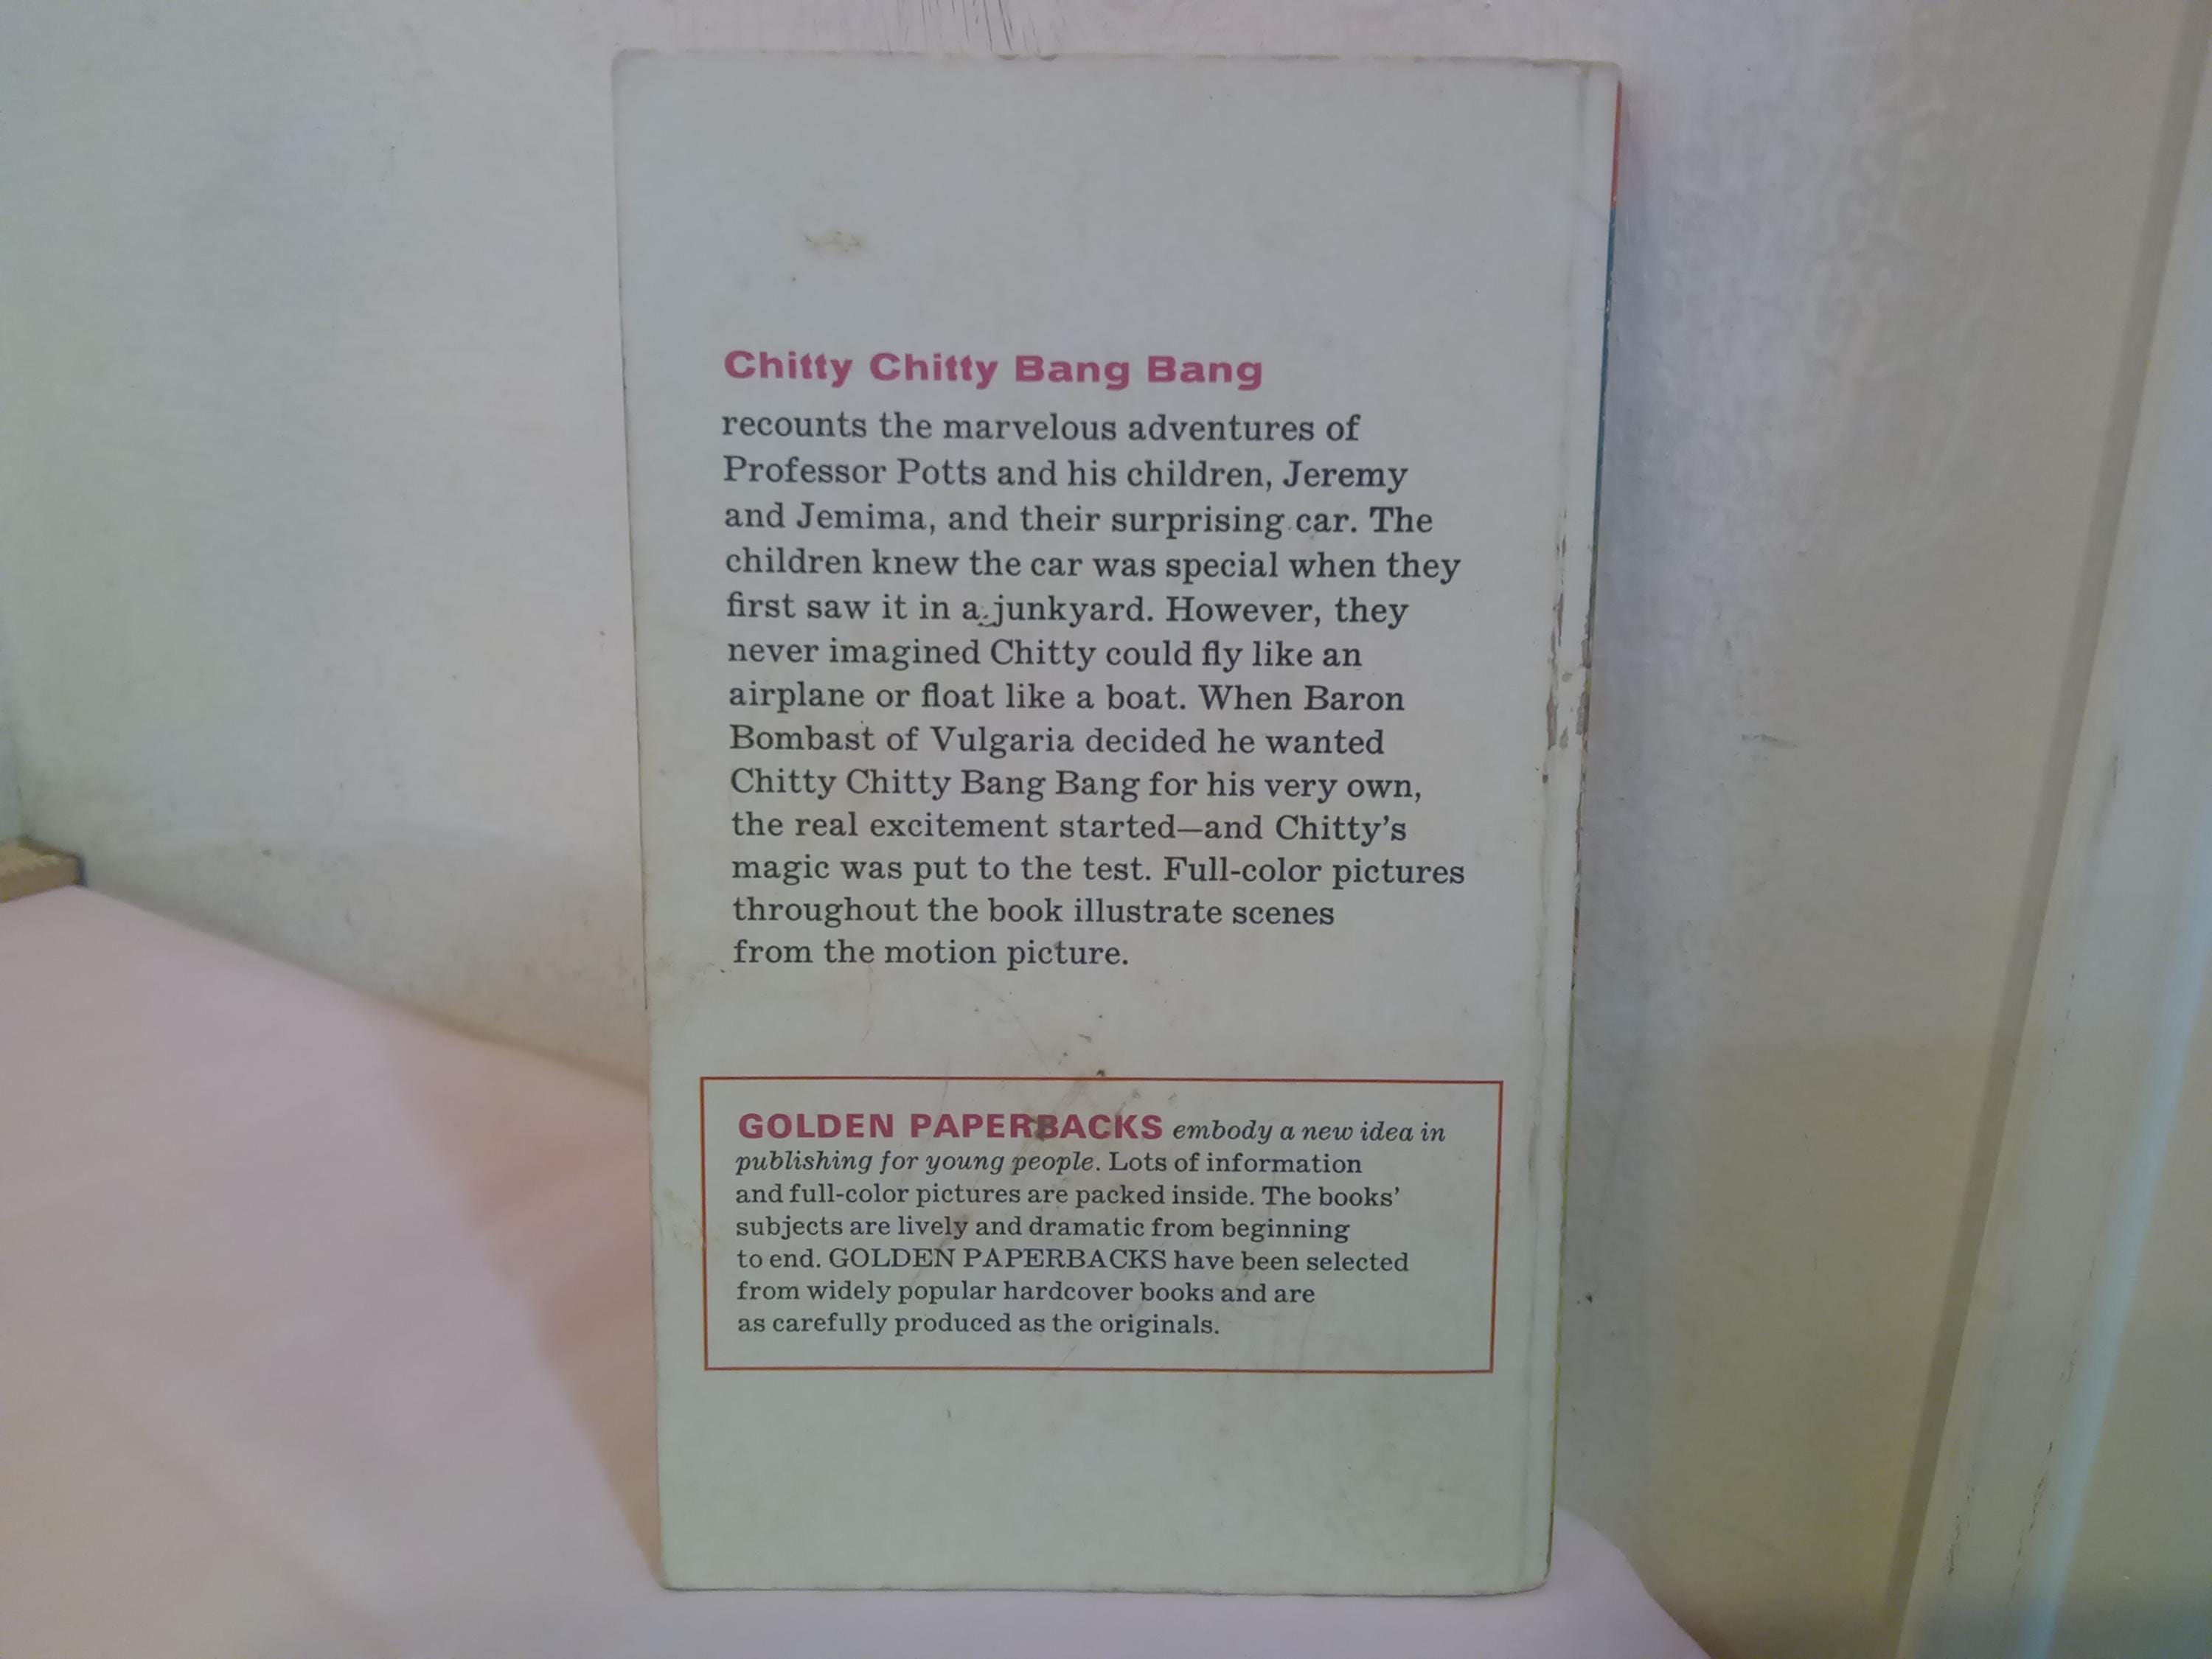 Chitty Chitty Bang Bang
recounts the marvelous adventures of
Professor Potts and his children, Jeremy
and Jemima, and their surprising car. The
children knew the car was special when they
first saw it in a junkyard. However, they
never imagined Chitty could fly like an
airplane or float like a boat. When Baron
Bombast of Vulgaria decided he wanted
Chitty Chitty Bang Bang for his very own,
the real excitement started—and Chitty's
magic was put to the test. Full-color pictures
throughout the book illustrate scenes
from the motion picture.
GOLDEN PAPERBACKS embody a new idea in
publishing for young people. Lots of information
and full-color pictures are packed inside. The books'
subjects are lively and dramatic from beginning
to end. GOLDEN PAPERBACKS have been selected
from widely popular hardcover books and are
as carefully produced as the originals.